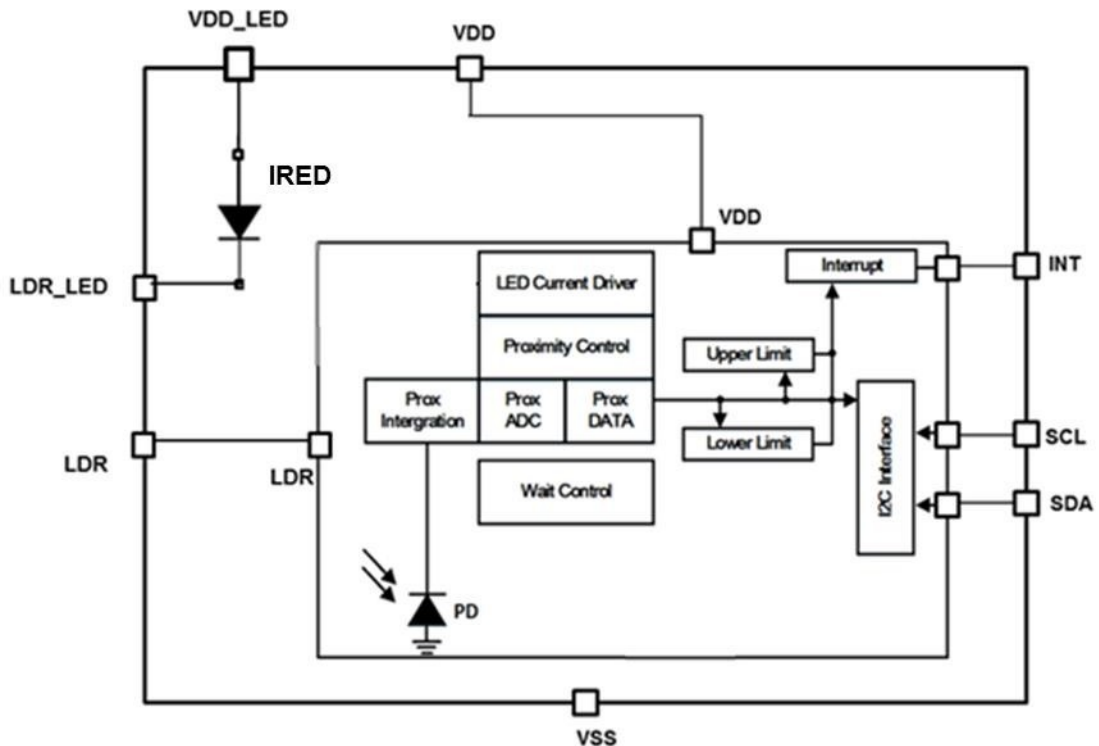 VDD_LED
VDD
IRED
VDD
LDR_LED
LED Current Driver
Interrupt
INT
Proximity Control
Upper Limit
Prox
Intergration
Prox
ADC
Prox
DATA
Lower Limit
I2C Interface
SCL
LDR
LDR
Wait Control
SDA
PD
VSS